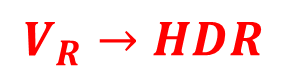 V_R → HDR